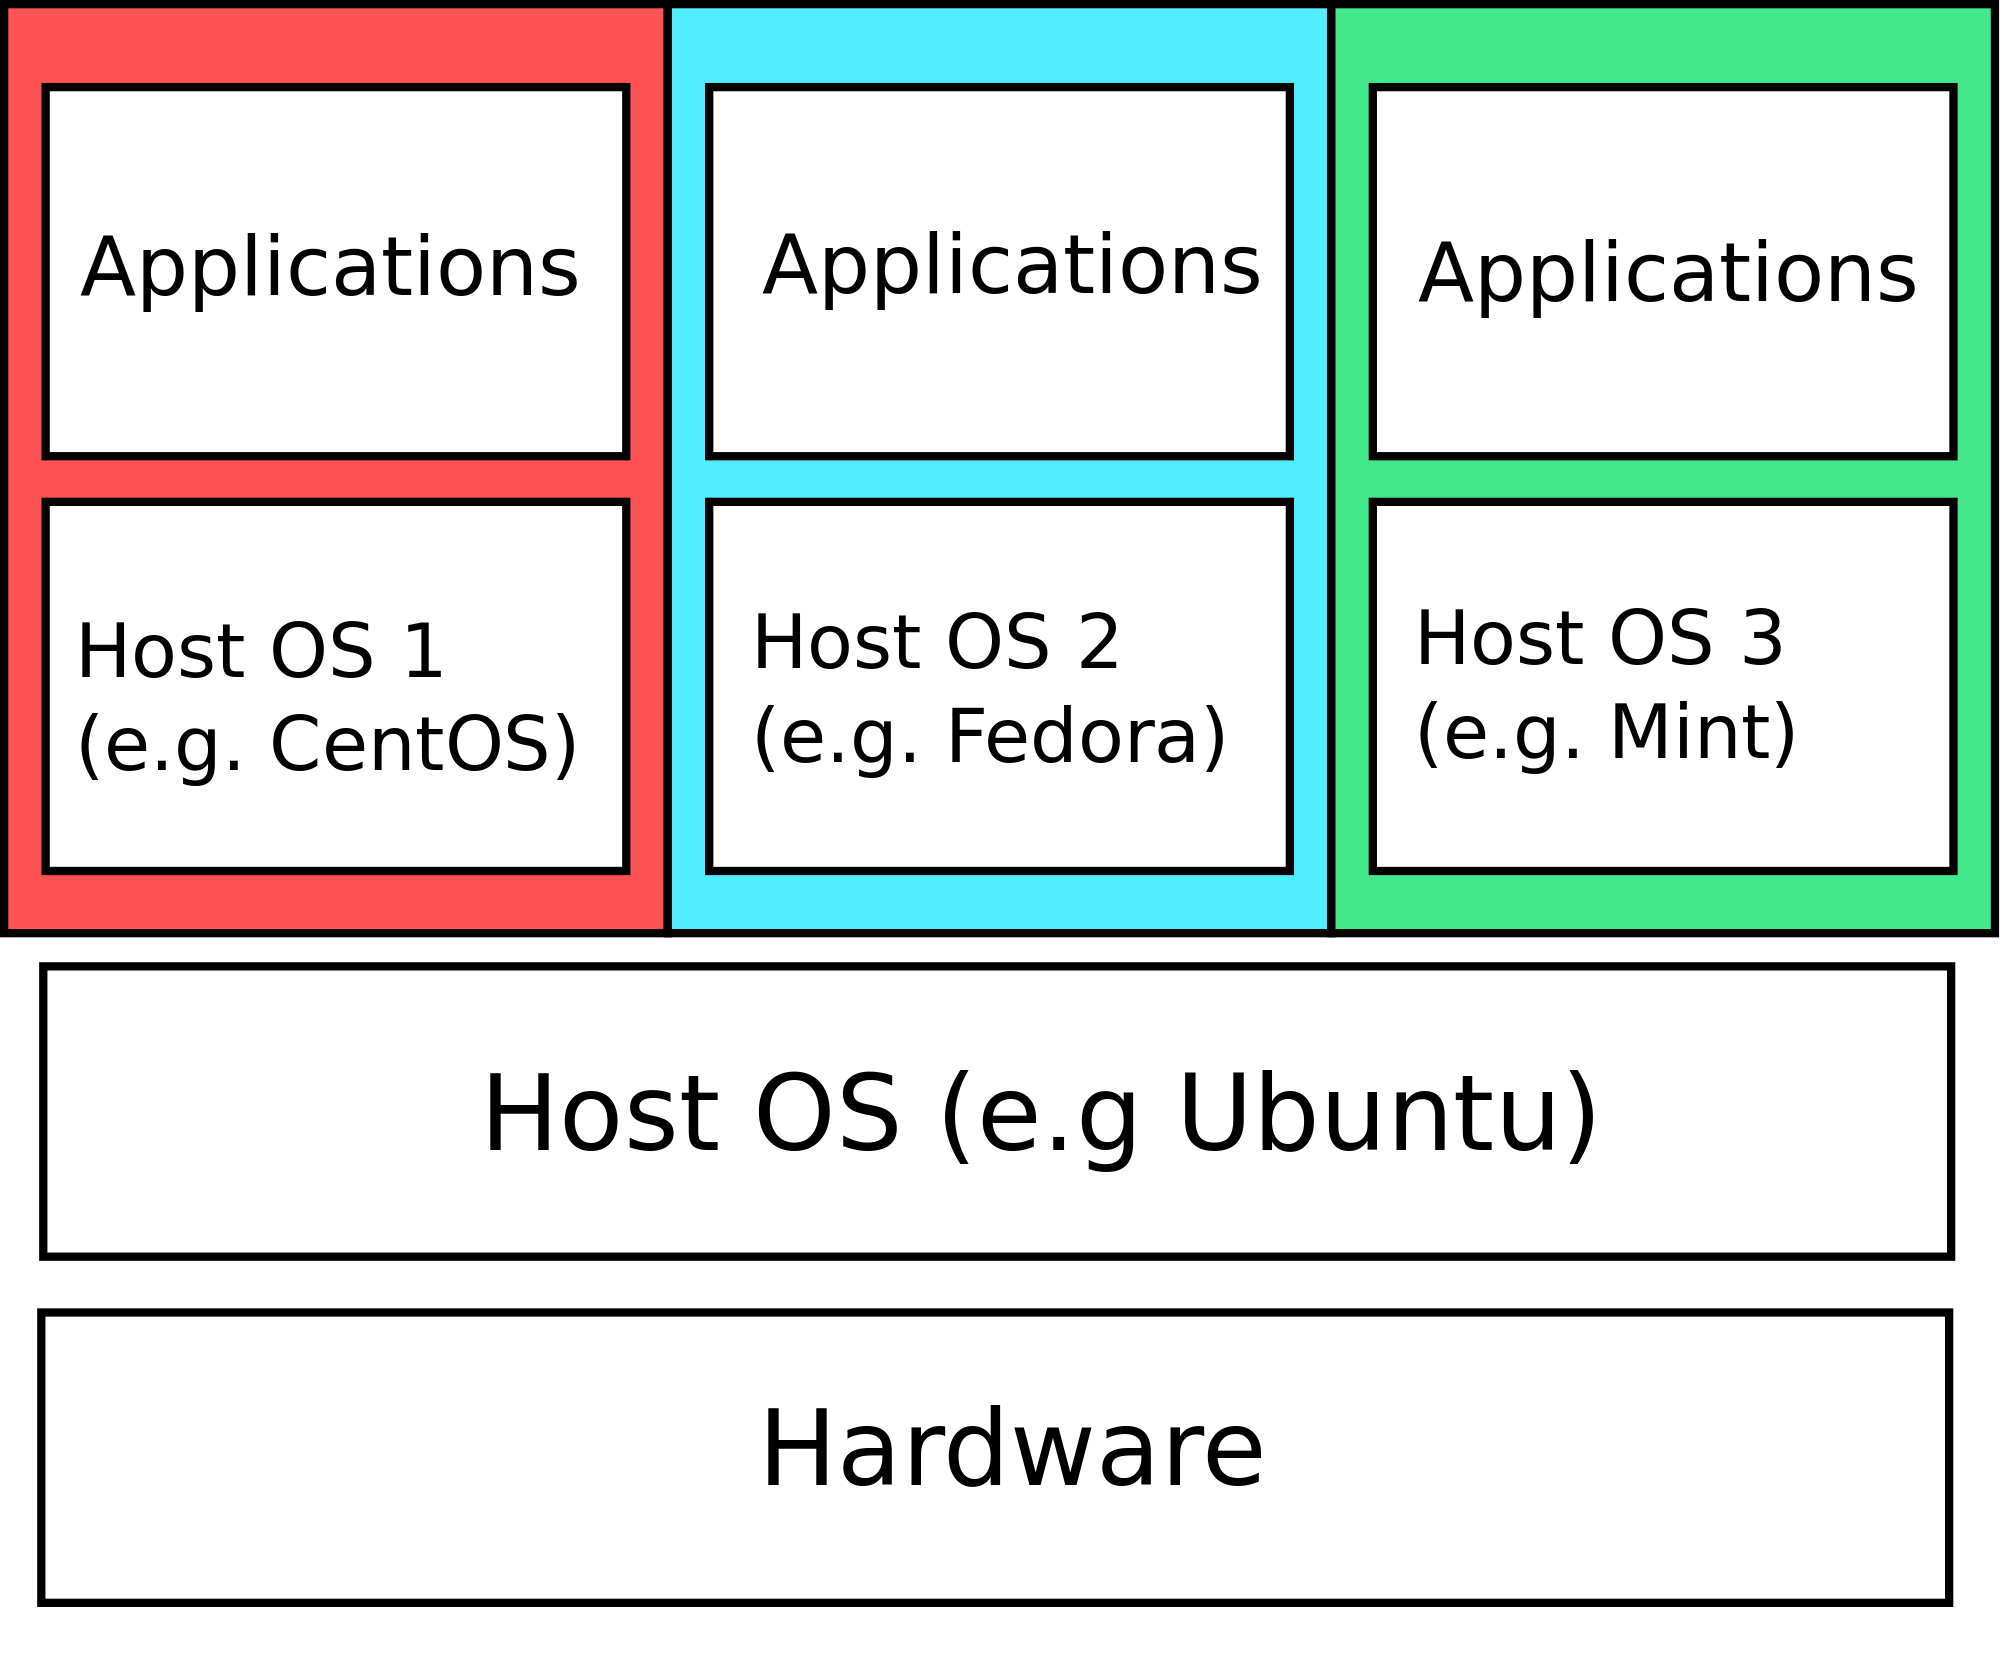 Applications
Applications
Applications
Host OS 1
(e.g. CentOS)
Host OS 2
(e.g. Fedora)
Host OS 3
(e.g. Mint)
Host OS (e.g Ubuntu)
Hardware